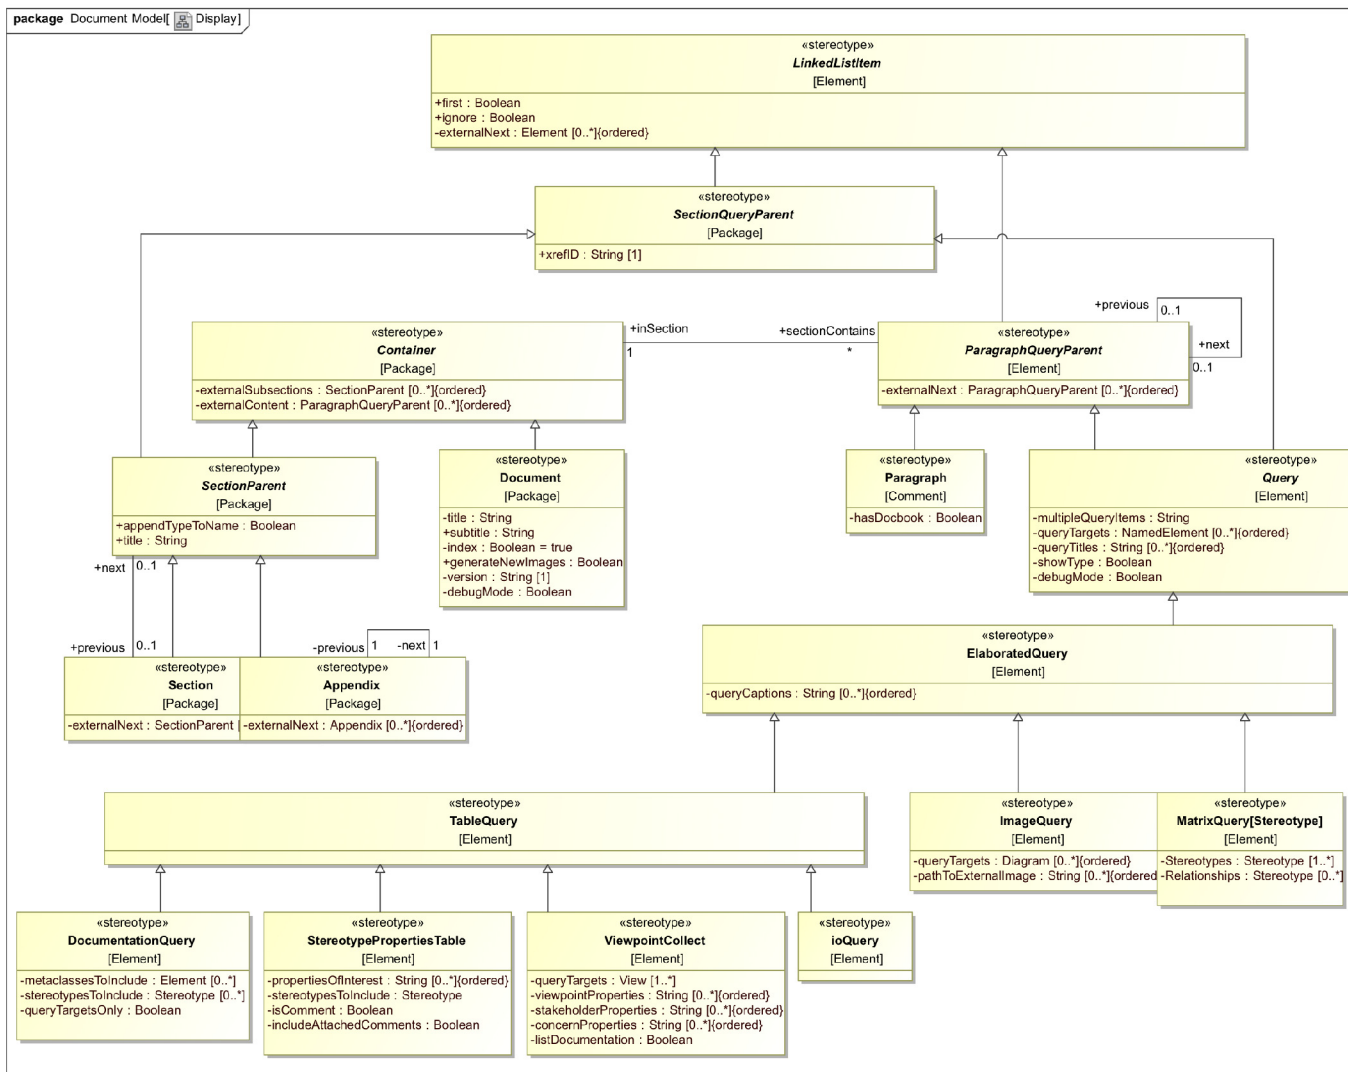 package Document Model[ Display]
«stereotype»
LinkedListItem
[Element]
+first : Boolean
+ignore : Boolean
-externalNext : Element [0..*]{ordered}
«stereotype»
SectionQueryParent
[Package]
+xrefID : String [1]
«stereotype»
Container
[Package]
-externalSubsections : SectionParent [0..*]{ordered}
-externalContent : ParagraphQueryParent [0..*]{ordered}
+inSection
1
+sectionContains
*
«stereotype»
ParagraphQueryParent
[Element]
-externalNext : ParagraphQueryParent [0..*]{ordered}
+previous
0..1
+next
0..1
«stereotype»
SectionParent
[Package]
+appendTypeToName : Boolean
+title : String
«stereotype»
Document
[Package]
-title : String
+subtitle : String
-index : Boolean = true
+generateNewImages : Boolean
-version : String [1]
-debugMode : Boolean
«stereotype»
Paragraph
[Comment]
-hasDocbook : Boolean
«stereotype»
Query
[Element]
-multipleQueryItems : String
-queryTargets : NamedElement [0..*]{ordered}
-queryTitles : String [0..*]{ordered}
-showType : Boolean
-debugMode : Boolean
+next
0..1
+previous
0..1
-previous
1
-next
1
«stereotype»
Section
[Package]
-externalNext : SectionParent [
«stereotype»
Appendix
[Package]
-externalNext : Appendix [0..*]{ordered}
«stereotype»
ElaboratedQuery
[Element]
-queryCaptions : String [0..*]{ordered}
«stereotype»
TableQuery
[Element]
«stereotype»
ImageQuery
[Element]
-queryTargets : Diagram [0..*]{ordered}
-pathToExternalImage : String [0..*]{ordered
«stereotype»
MatrixQuery[Stereotype]
[Element]
-Stereotypes : Stereotype [1..*]
-Relationships : Stereotype [0..*]
«stereotype»
DocumentationQuery
[Element]
-metaclassesToInclude : Element [0..*]
-stereotypesToInclude : Stereotype [0..*]
-queryTargetsOnly : Boolean
«stereotype»
StereotypePropertiesTable
[Element]
-propertiesOfInterest : String [0..*]{ordered}
-stereotypesToInclude : Stereotype
-isComment : Boolean
-includeAttachedComments : Boolean
«stereotype»
ViewpointCollect
[Element]
-queryTargets : View [1..*]
-viewpointProperties : String [0..*]{ordered}
-stakeholderProperties : String [0..*]{ordered}
-concernProperties : String [0..*]{ordered}
-listDocumentation : Boolean
«stereotype»
ioQuery
[Element]